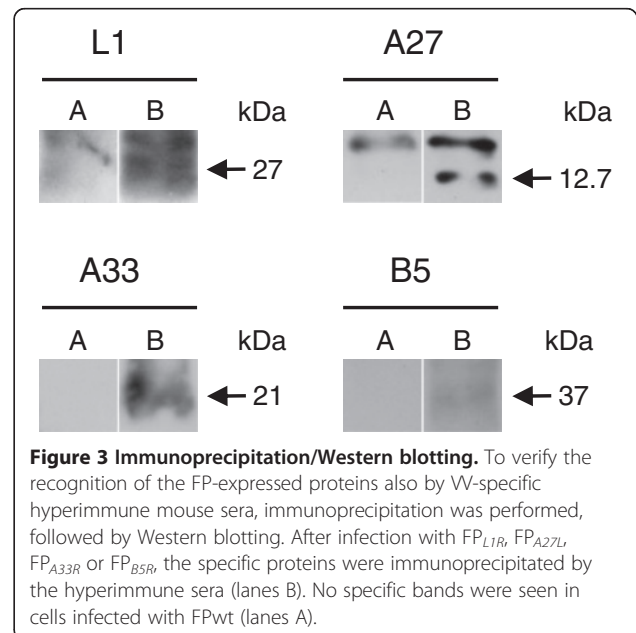 L1
A B kDa
27
A27
A B kDa
12.7
A33
A B kDa
21
B5
A B kDa
37
Figure 3 Immunoprecipitation/Western blotting. To verify the
recognition of the FP-expressed proteins also by VV-specific
hyperimmune mouse sera, immunoprecipitation was performed,
followed by Western blotting. After infection with FPL1R, FPA27L,
FPA33R or FPB5R, the specific proteins were immunoprecipitated by
the hyperimmune sera (lanes B). No specific bands were seen in
cells infected with FPwt (lanes A).